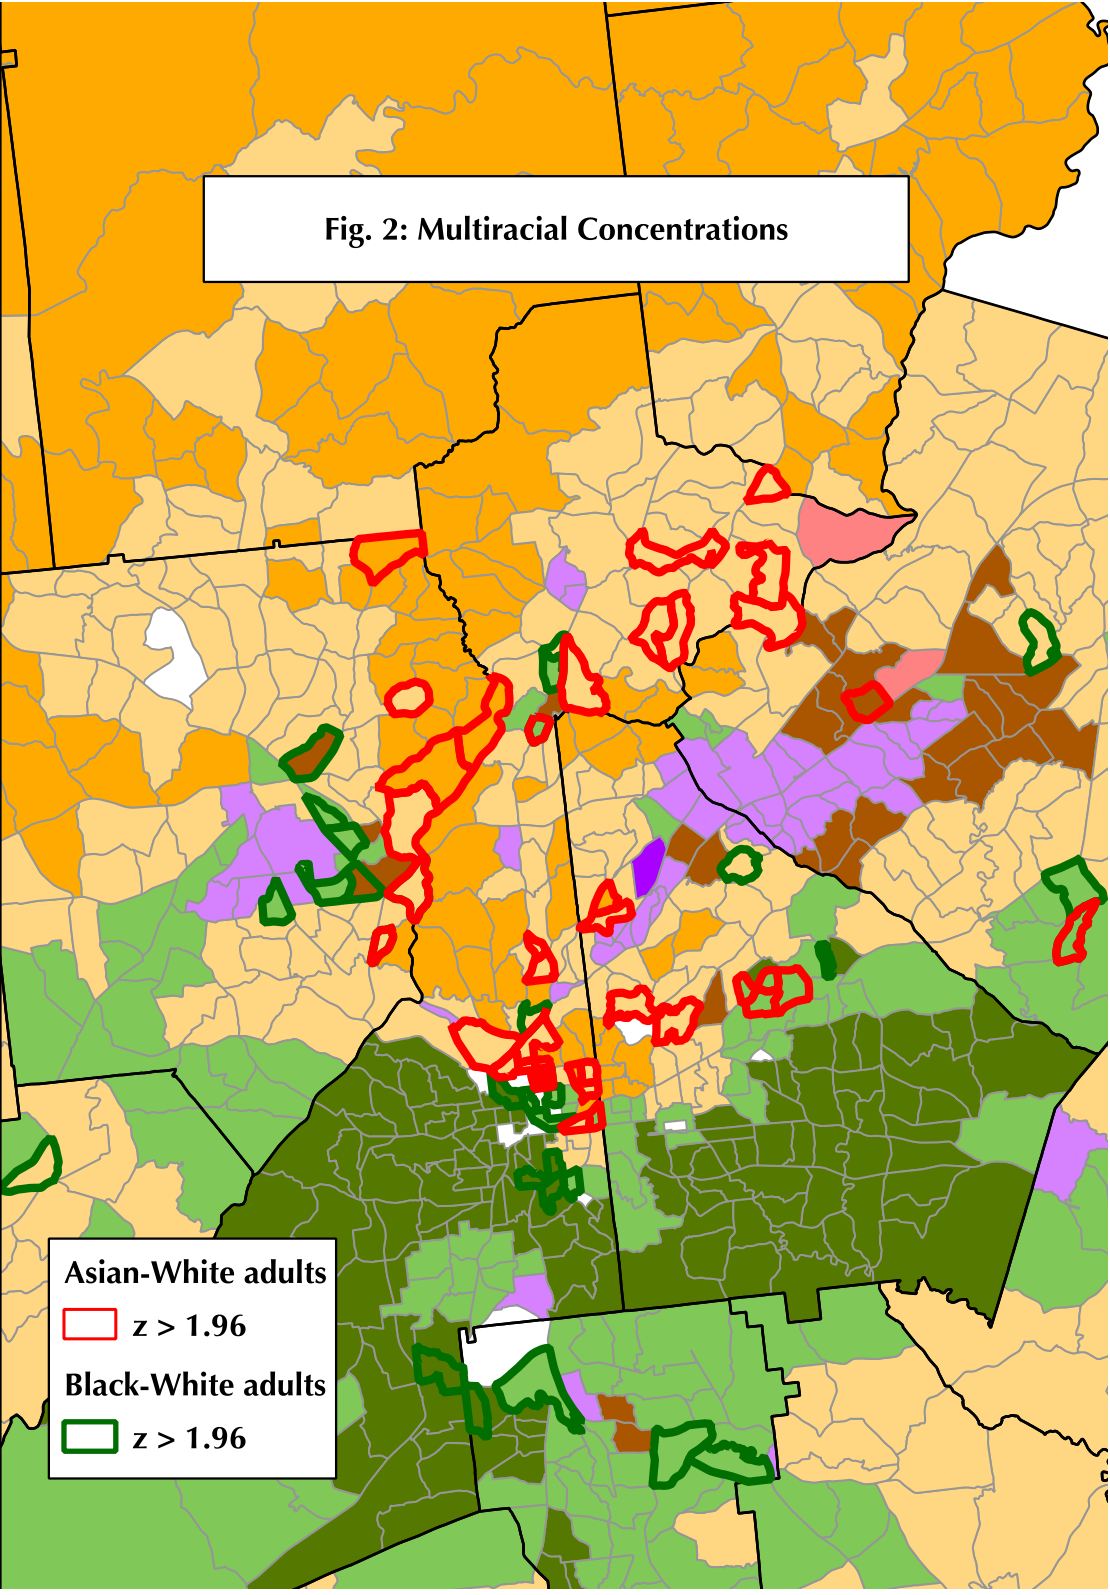 Fig. 2: Multiracial Concentrations
Asian-White adults
z > 1.96
Black-White adults
z > 1.96